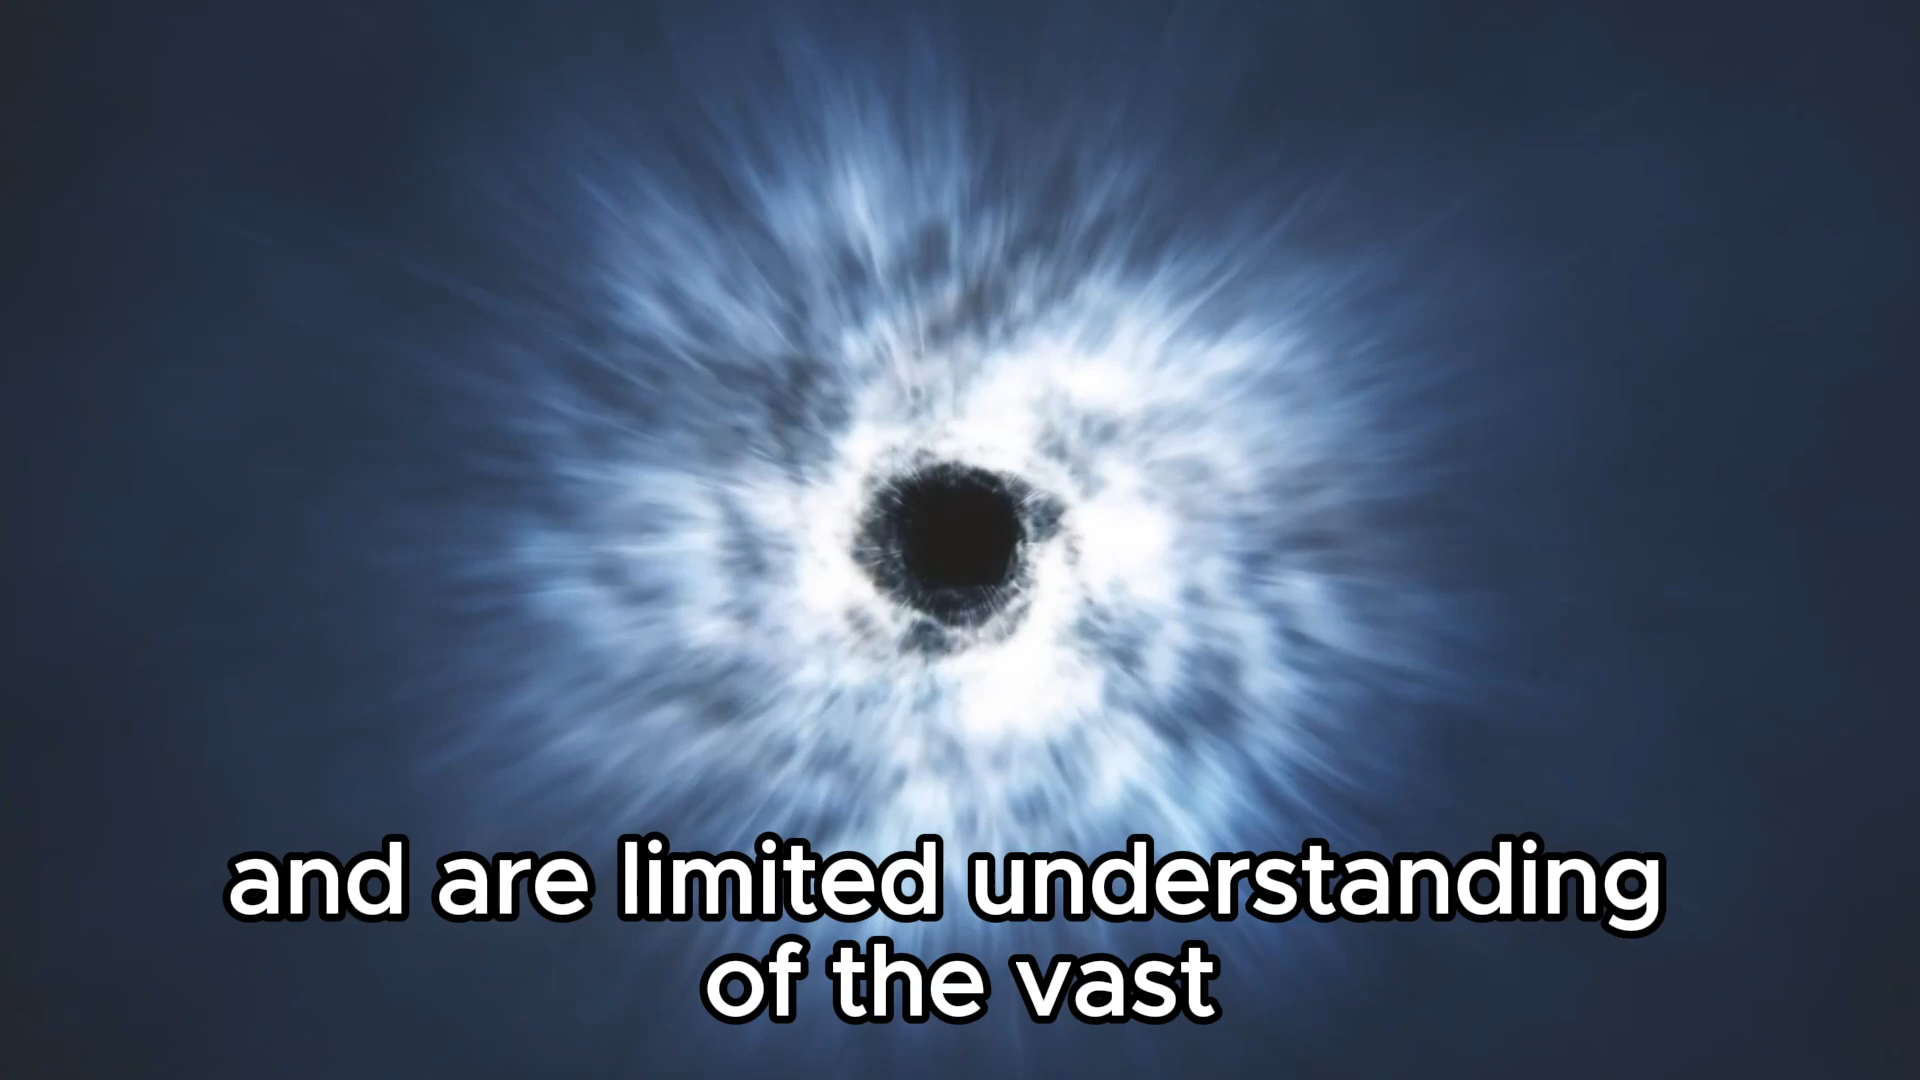 and are limited understanding
of the vast